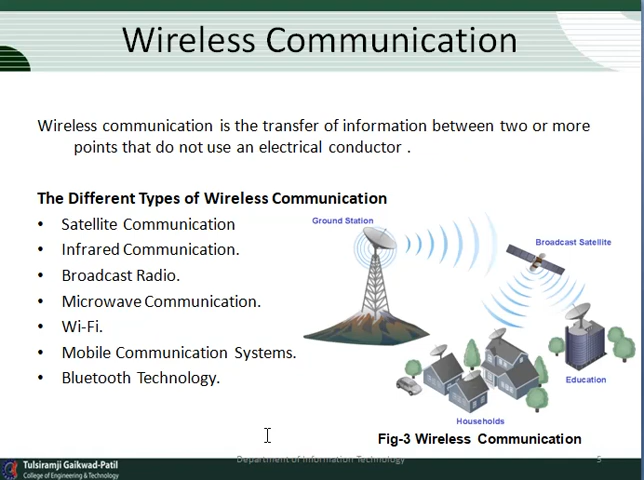 Wireless Communication
Wireless communication is the transfer of information between two or more
points that do not use an electrical conductor .
The Different Types of Wireless Communication
• Satellite Communication
• Infrared Communication.
• Broadcast Radio.
• Microwave Communication.
• Wi-Fi.
• Mobile Communication Systems.
• Bluetooth Technology.
Ground Station
Broadcast Satellite
Education
Households
Fig-3 Wireless Communication
Tulsiramji Gaikwad-Patil
College of Engineering & Technology
Department of Information Technology